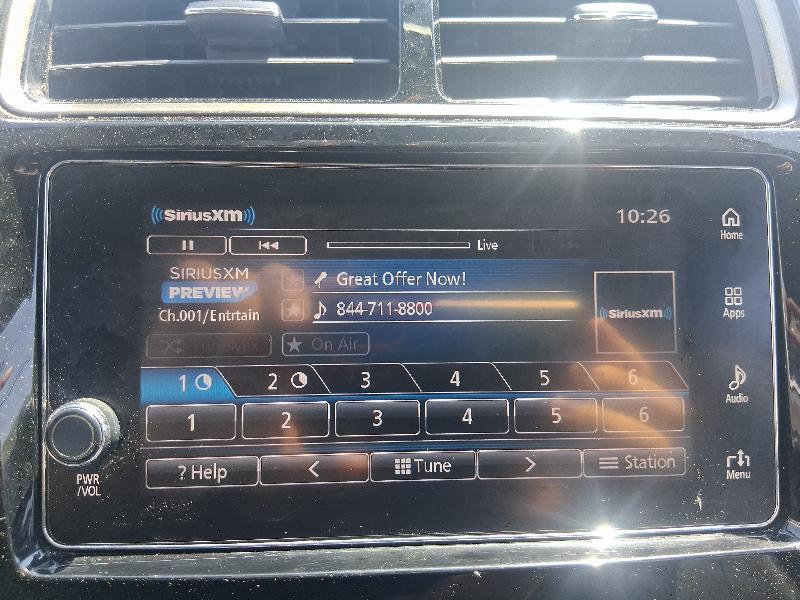 SiriusXM 10:26 Home
Live
SIRIUSXM Great Offer Now!
PREVIEW 844-711-8800 SiriusXM Apps
Ch.001/Entrtain
TuneMix On Air
1 2 3 4 5 6 Audio
1 2 3 4 5 6
? Help < Tune > Station Menu
PWR
/VOL